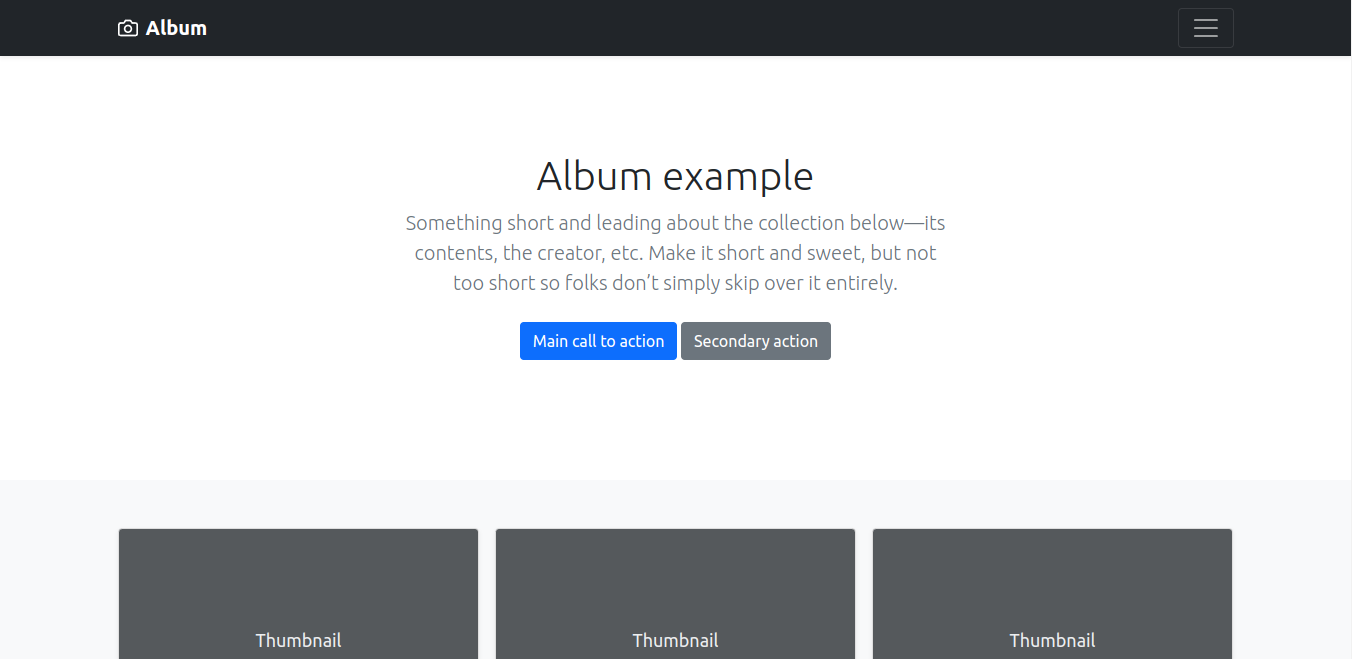 Album
Album example
Something short and leading about the collection below—its
contents, the creator, etc. Make it short and sweet, but not
too short so folks don’t simply skip over it entirely.
Main call to action
Secondary action
Thumbnail
Thumbnail
Thumbnail